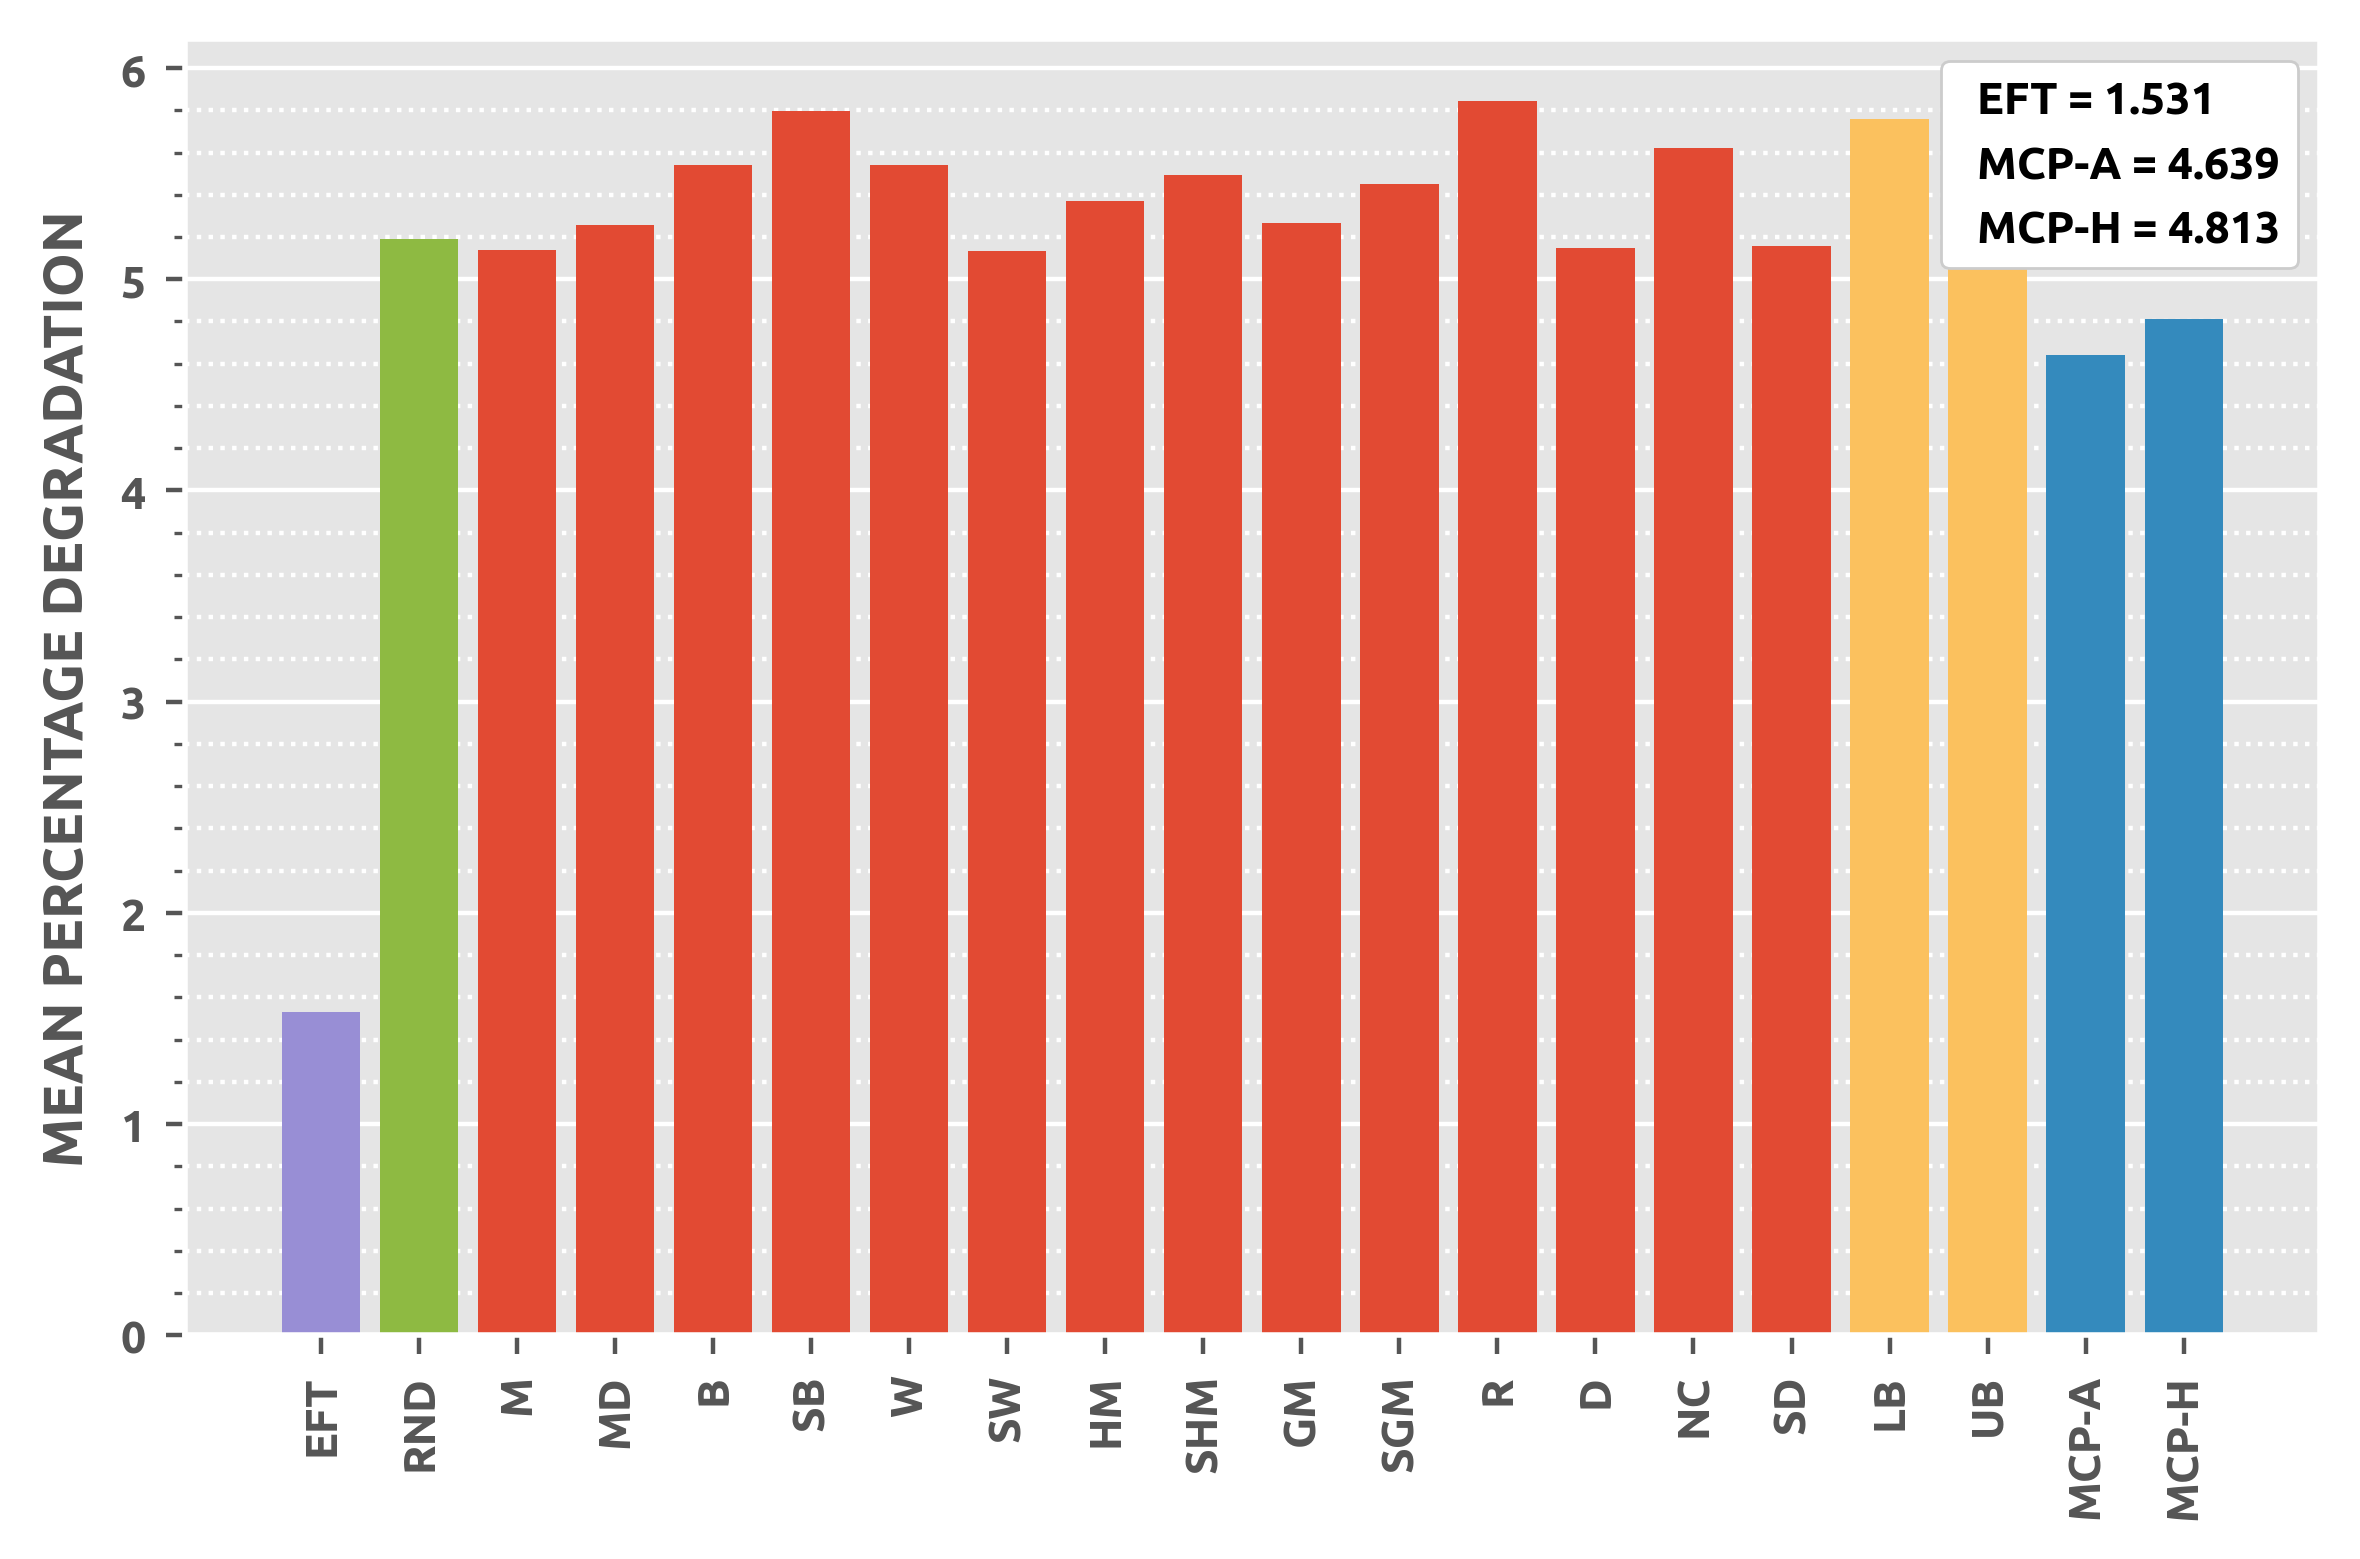 MEAN PERCENTAGE DEGRADATION
6
5
4
3
2
1
0
EFT = 1.531
MCP-A = 4.639
MCP-H = 4.813
EFT
RND
M
MD
B
SB
W
SW
HM
SHM
GM
SGM
R
D
NC
SD
LB
UB
MCP-A
MCP-H